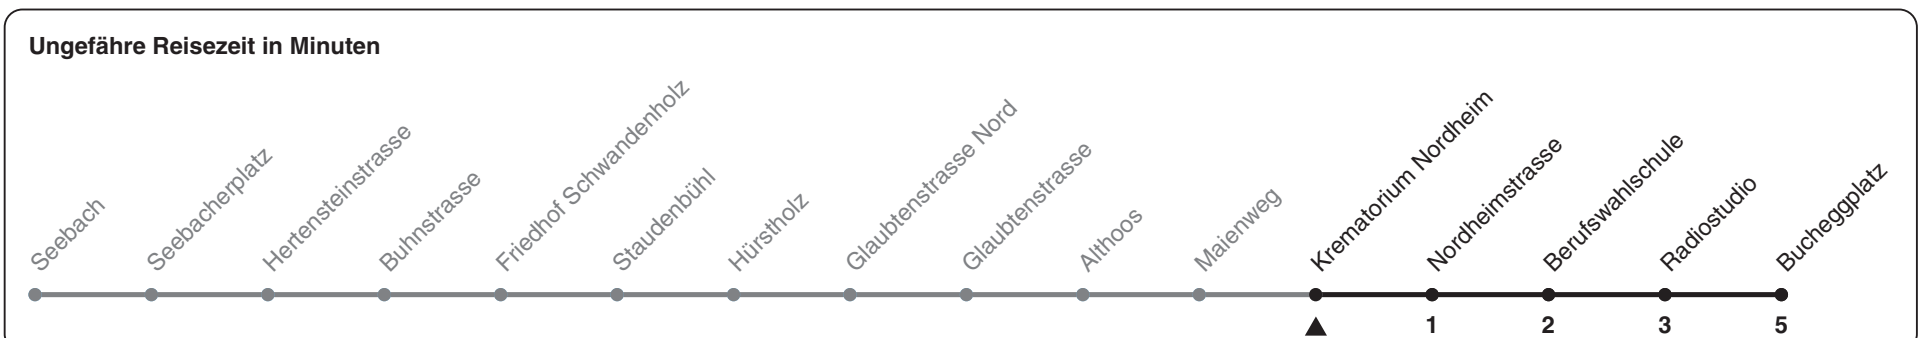 Ungefähre Reisezeit in Minuten
Seebach
Seebacherplatz
Hertensteinstrasse
Buhnstrasse
Friedhof Schwandenholz
Staudenbühl
Hürstholz
Glaubtenstrasse Nord
Glaubtenstrasse
Althoos
Maienweg
Krematorium Nordheim
Nordheimstrasse
Berufswahlschule
Radiostudio
Bucheggplatz
1 2 3 5